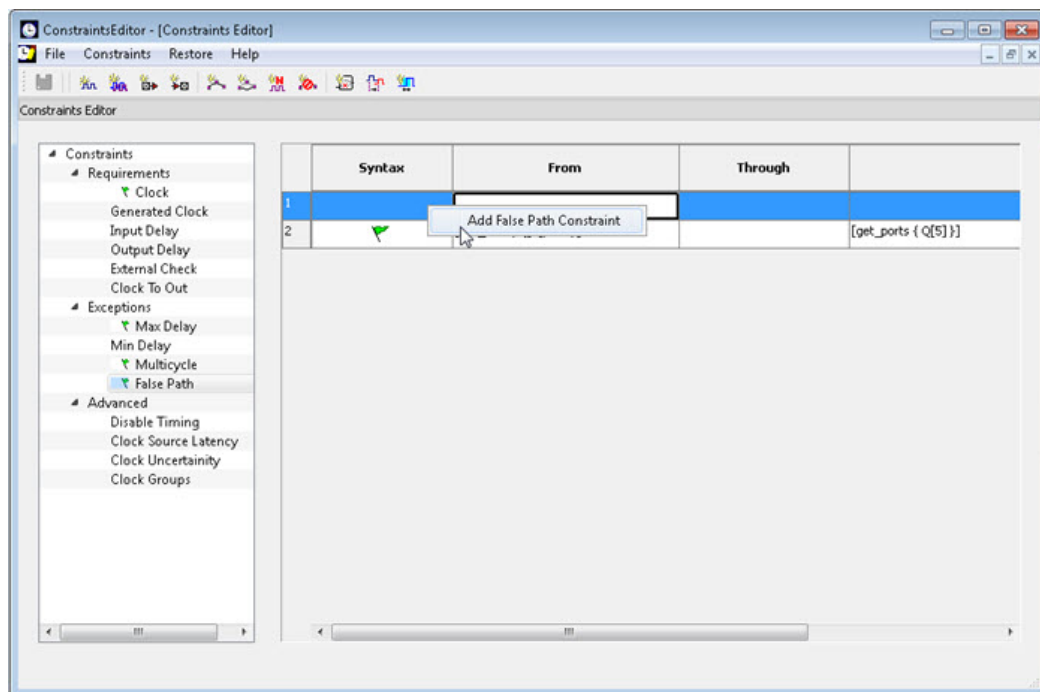 ConstraintsEditor - [Constraints Editor]
File Constraints Restore Help
Constraints Editor
Constraints
Requirements
Clock
Generated Clock
Input Delay
Output Delay
External Check
Clock To Out
Exceptions
Max Delay
Min Delay
Multicycle
False Path
Advanced
Disable Timing
Clock Source Latency
Clock Uncertainity
Clock Groups
Syntax From Through
1
Add False Path Constraint
2 [get_ports { Q[5] }]